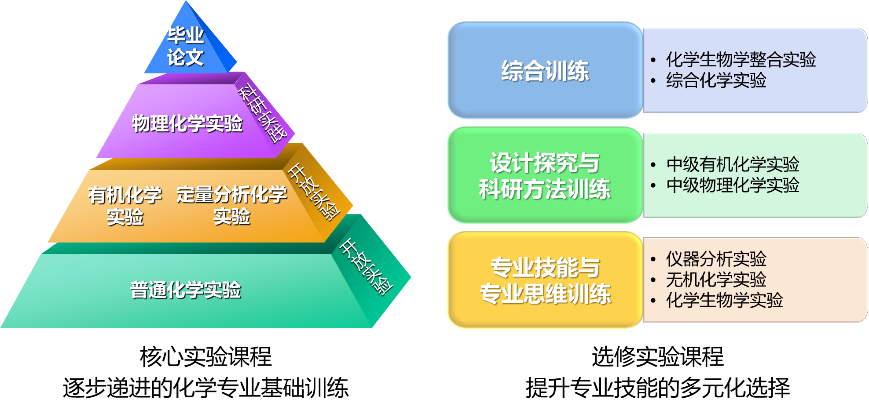 毕业
论文
物理化学实验
科研实践
有机化学
实验
定量分析化学
实验
开放实验
普通化学实验
开放实验
核心实验课程
逐步递进的化学专业基础训练
综合训练
• 化学生物学整合实验
• 综合化学实验
设计探究与
科研方法训练
• 中级有机化学实验
• 中级物理化学实验
专业技能与
专业思维训练
• 仪器分析实验
• 无机化学实验
• 化学生物学实验
选修实验课程
提升专业技能的多元化选择